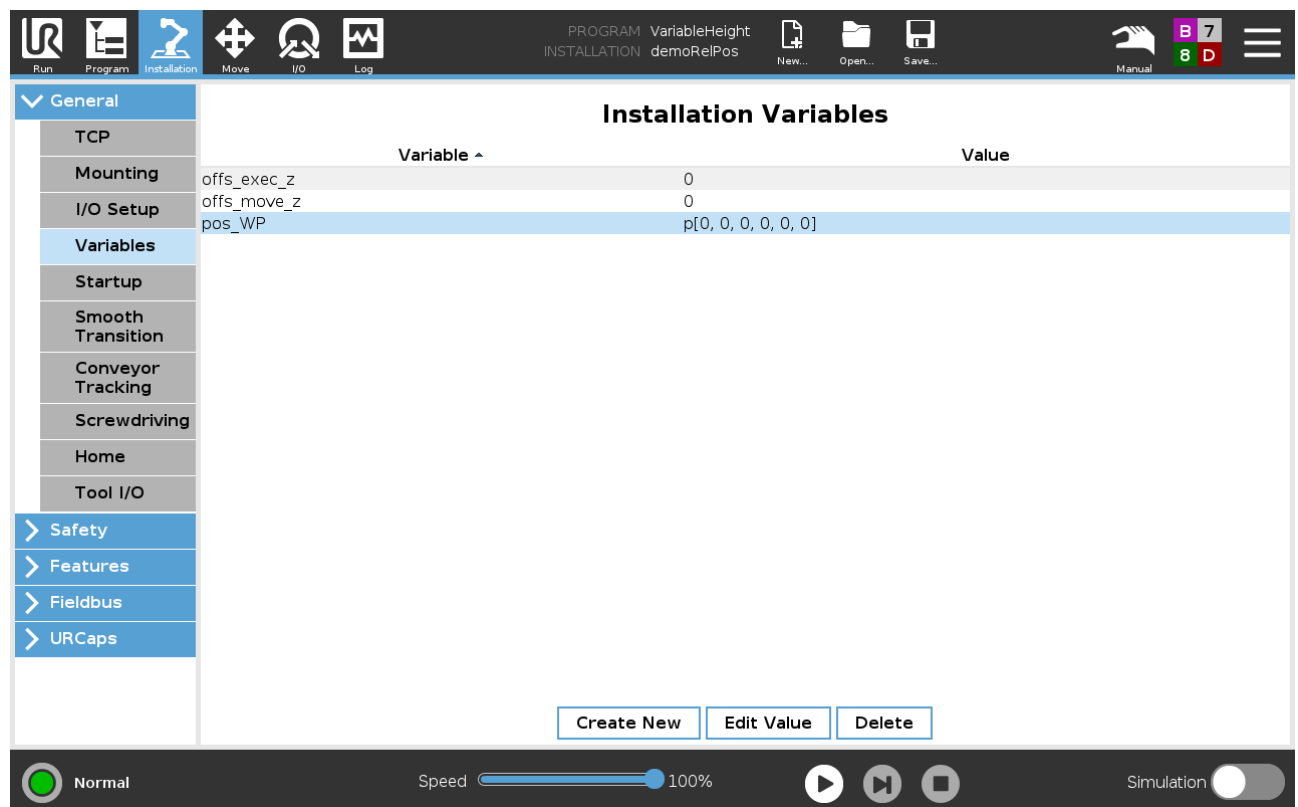 UR
PROGRAM VariableHeight
INSTALLATION demoRelPos
B 7
8 D
Run Program Installation Move I/O Log New... Open... Save... Manual
General
TCP
Mounting
I/O Setup
Variables
Startup
Smooth
Transition
Conveyor
Tracking
Screwdriving
Home
Tool I/O
Safety
Features
Fieldbus
URCaps
Installation Variables
Variable Value
offs_exec_z 0
offs_move_z 0
pos_WP p[0, 0, 0, 0, 0, 0]
Create New Edit Value Delete
Normal Speed 100% Simulation